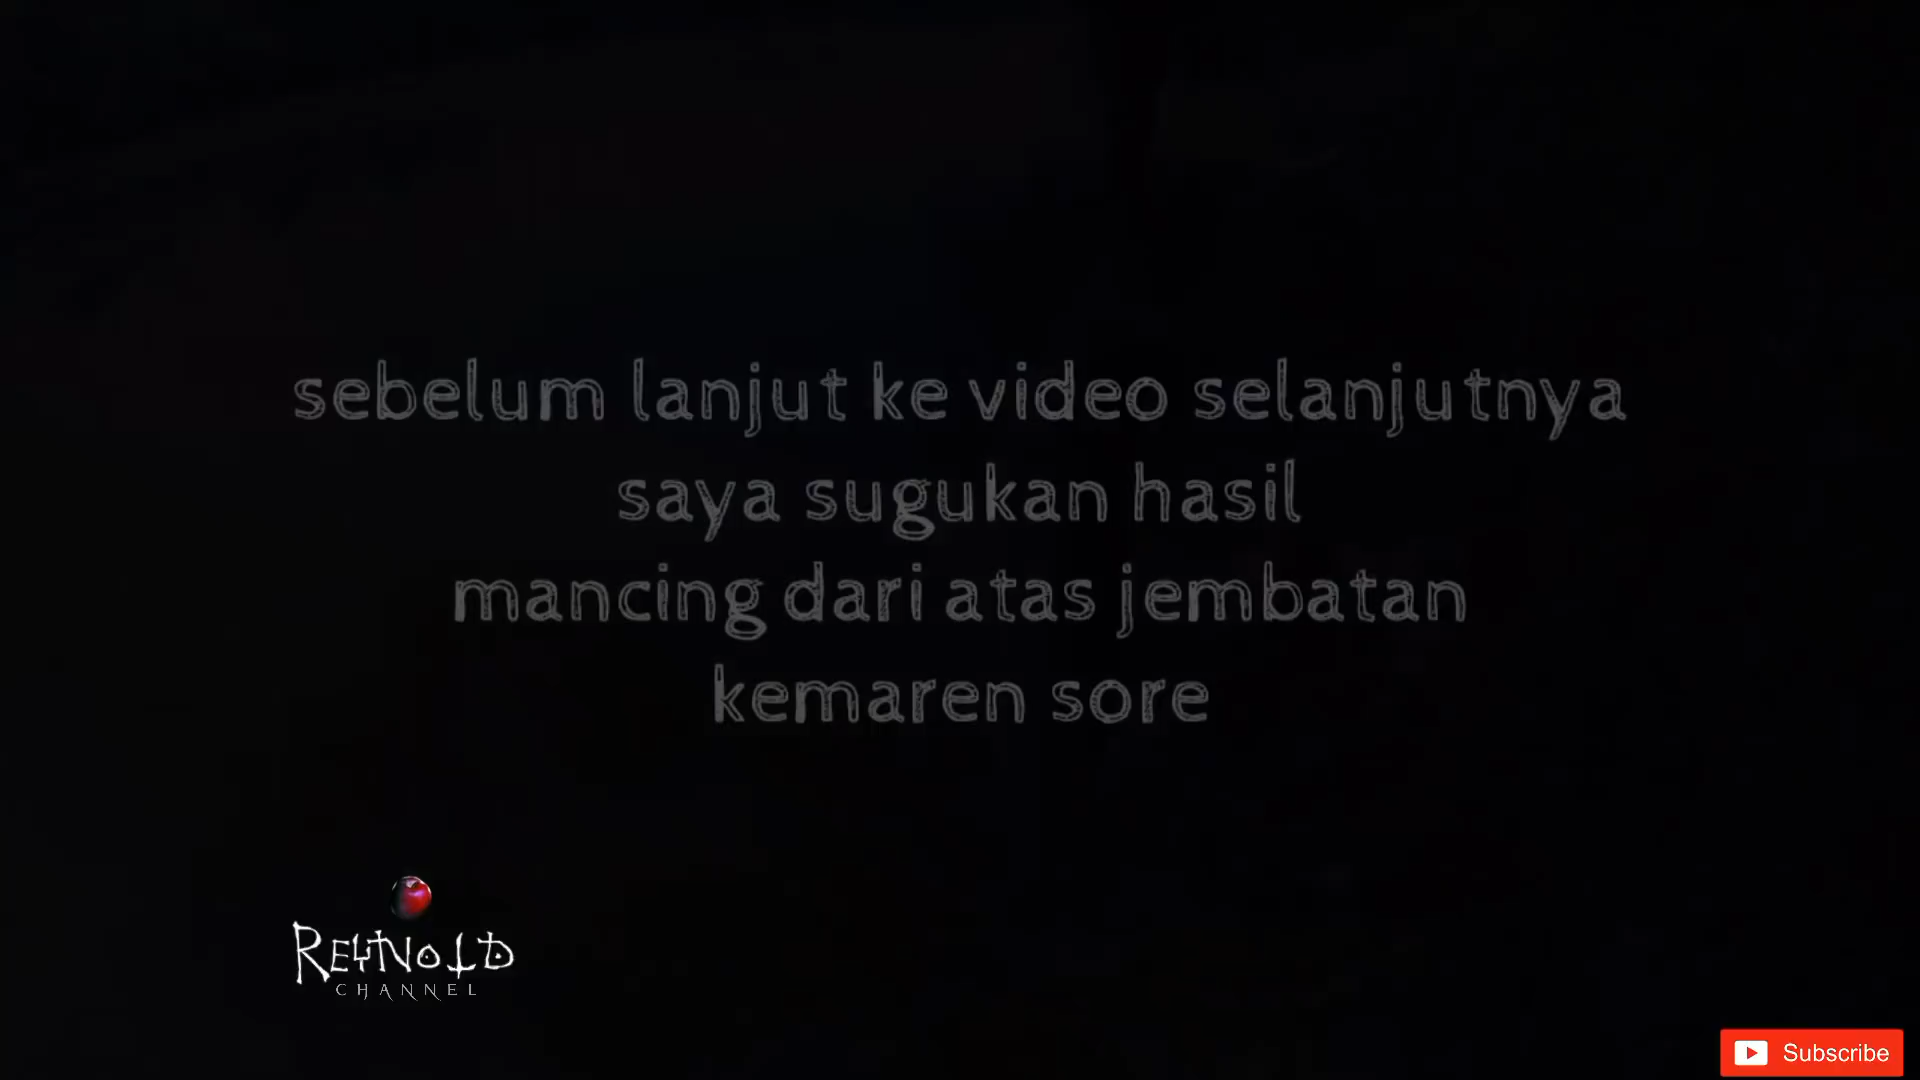 sebelum lanjut ke video selanjutnya
saya sugukan hasil
mancing dari atas jembatan
kemaren sore
REYNOLD
CHANNEL
Subscribe